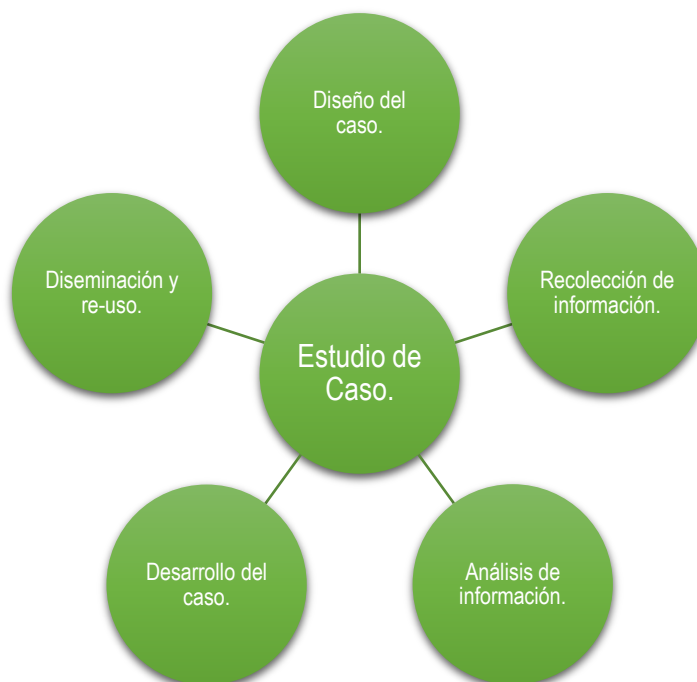 Diseño del
caso.
Recolección de
información.
Análisis de
información.
Desarrollo del
caso.
Diseminación y
re-uso.
Estudio de
Caso.